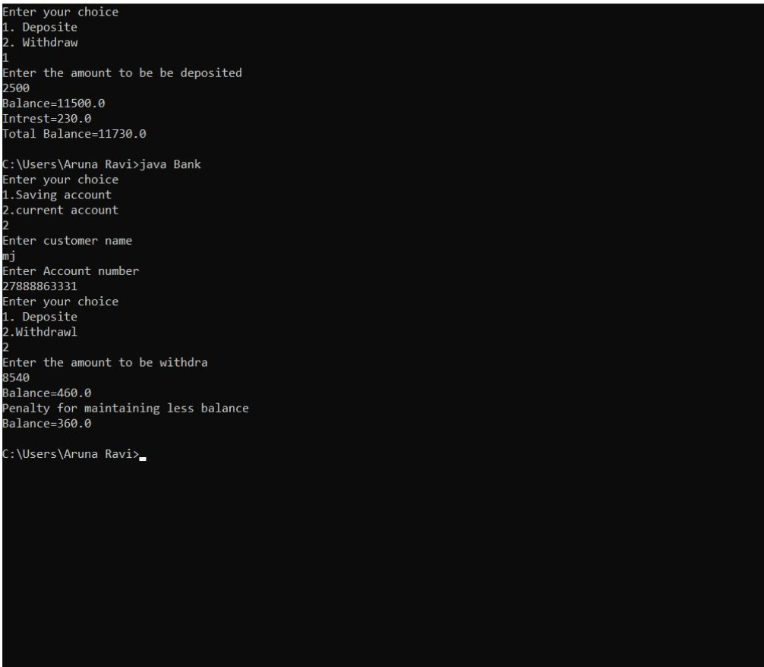 Enter your choice
1. Deposite
2. Withdraw
1
Enter the amount to be be deposited
2500
Balance=11500.0
Intrest=230.0
Total Balance=11730.0
C:\Users\Aruna Ravi>java Bank
Enter your choice
1.Saving account
2.current account
2
Enter customer name
mj
Enter Account number
27888863331
Enter your choice
1. Deposite
2.Withdrawl
2
Enter the amount to be withdra
8540
Balance=460.0
Penalty for maintaining less balance
Balance=360.0
C:\Users\Aruna Ravi>